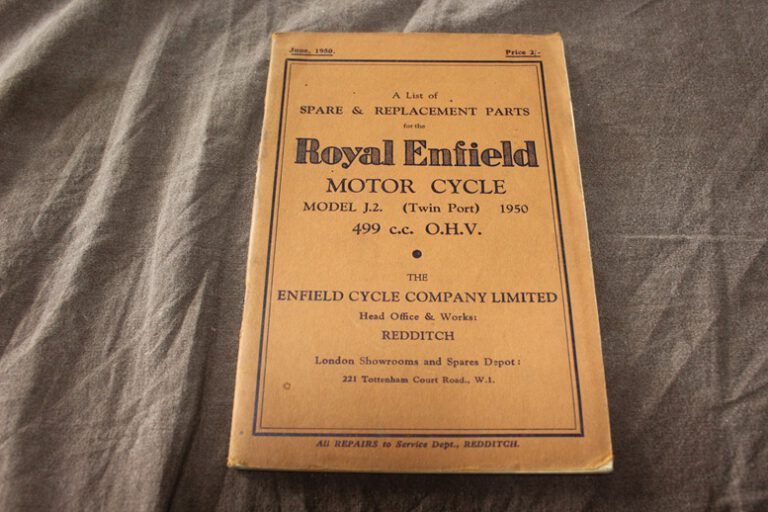 June, 1950. Price 2/-
A List of
SPARE & REPLACEMENT PARTS
for the
Royal Enfield
MOTOR CYCLE
MODEL J.2. (Twin Port) 1950
499 c.c. O.H.V.
THE
ENFIELD CYCLE COMPANY LIMITED
Head Office & Works:
REDDITCH
London Showrooms and Spares Depot:
221 Tottenham Court Road., W.1.
All REPAIRS to Service Dept., REDDITCH.